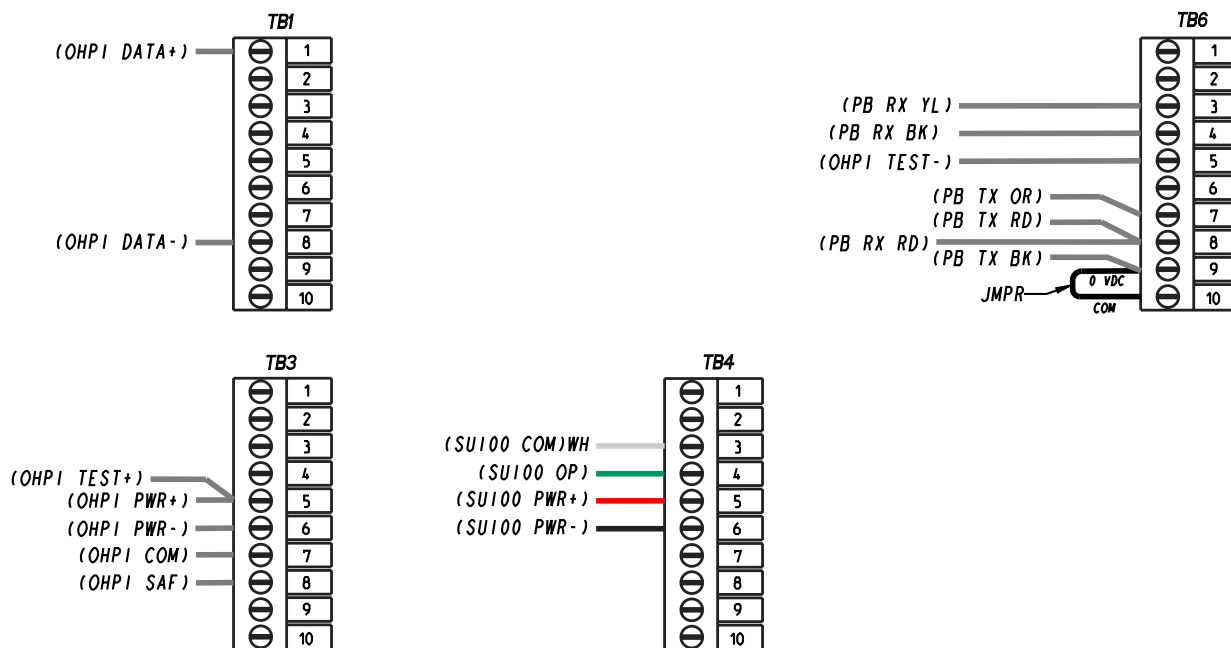 TB1
(OHPI DATA+)
1
2
3
4
5
6
7
(OHPI DATA-)
8
9
10
TB6
1
2
(PB RX YL)
3
(PB RX BK)
4
(OHPI TEST-)
5
6
(PB TX OR)
7
(PB TX RD)
(PB RX RD)
8
(PB TX BK)
9
0 VDC
JMPR
COM
10
TB3
1
2
3
4
(OHPI TEST+)
(OHPI PWR+)
5
(OHPI PWR-)
6
(OHPI COM)
7
(OHPI SAF)
8
9
10
TB4
1
2
(SU100 COM)WH
3
(SU100 OP)
4
(SU100 PWR+)
5
(SU100 PWR-)
6
7
8
9
10